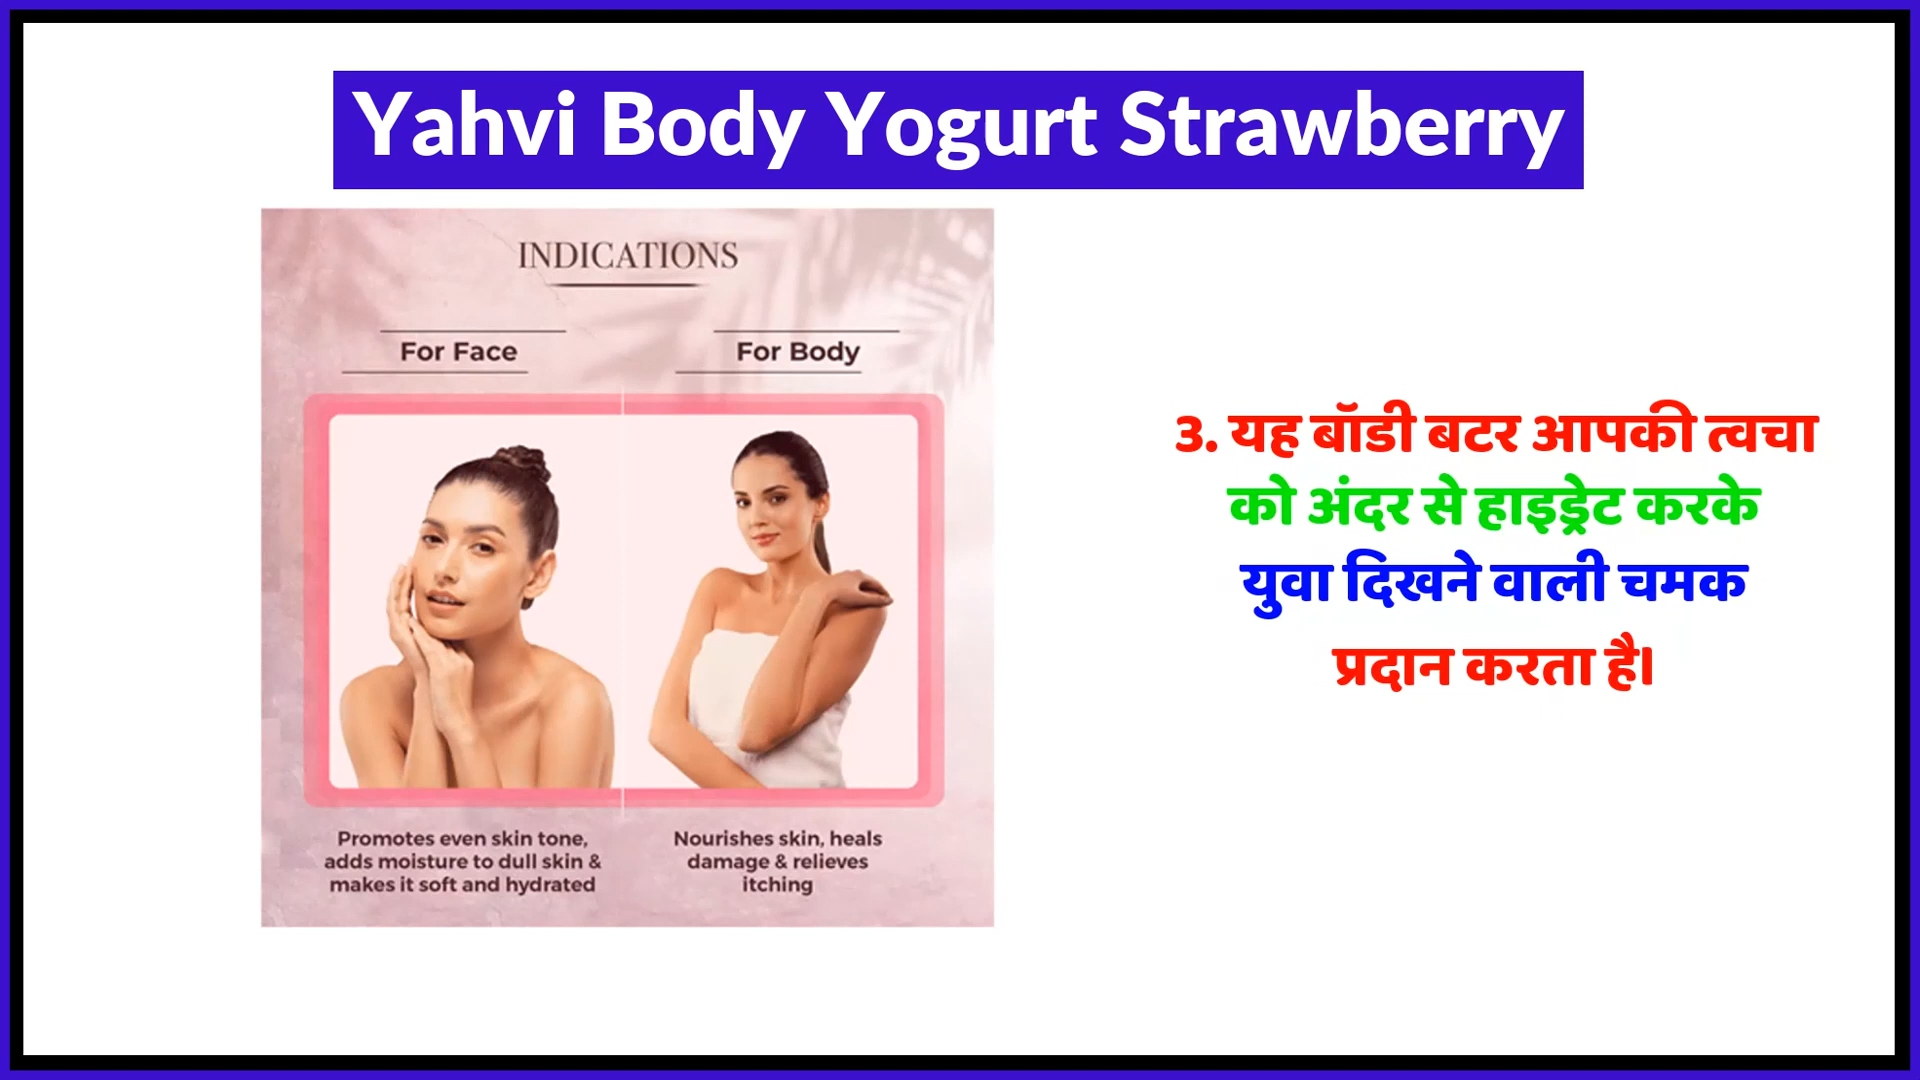 Yahvi Body Yogurt Strawberry
INDICATIONS
For Face
For Body
Promotes even skin tone,
adds moisture to dull skin &
makes it soft and hydrated
Nourishes skin, heals
damage & relieves
itching
3. यह बॉडी बटर आपकी त्वचा
को अंदर से हाइड्रेट करके
युवा दिखने वाली चमक
प्रदान करता है।